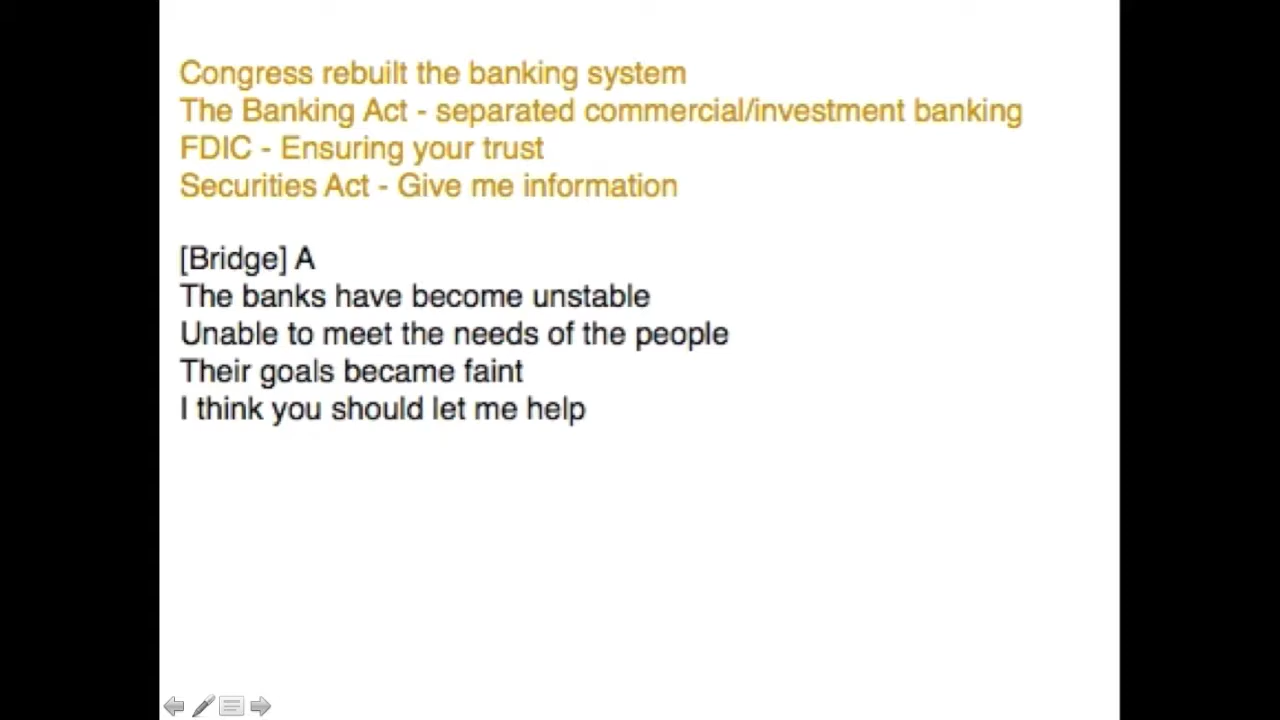 Congress rebuilt the banking system
The Banking Act - separated commercial/investment banking
FDIC - Ensuring your trust
Securities Act - Give me information
[Bridge] A
The banks have become unstable
Unable to meet the needs of the people
Their goals became faint
I think you should let me help